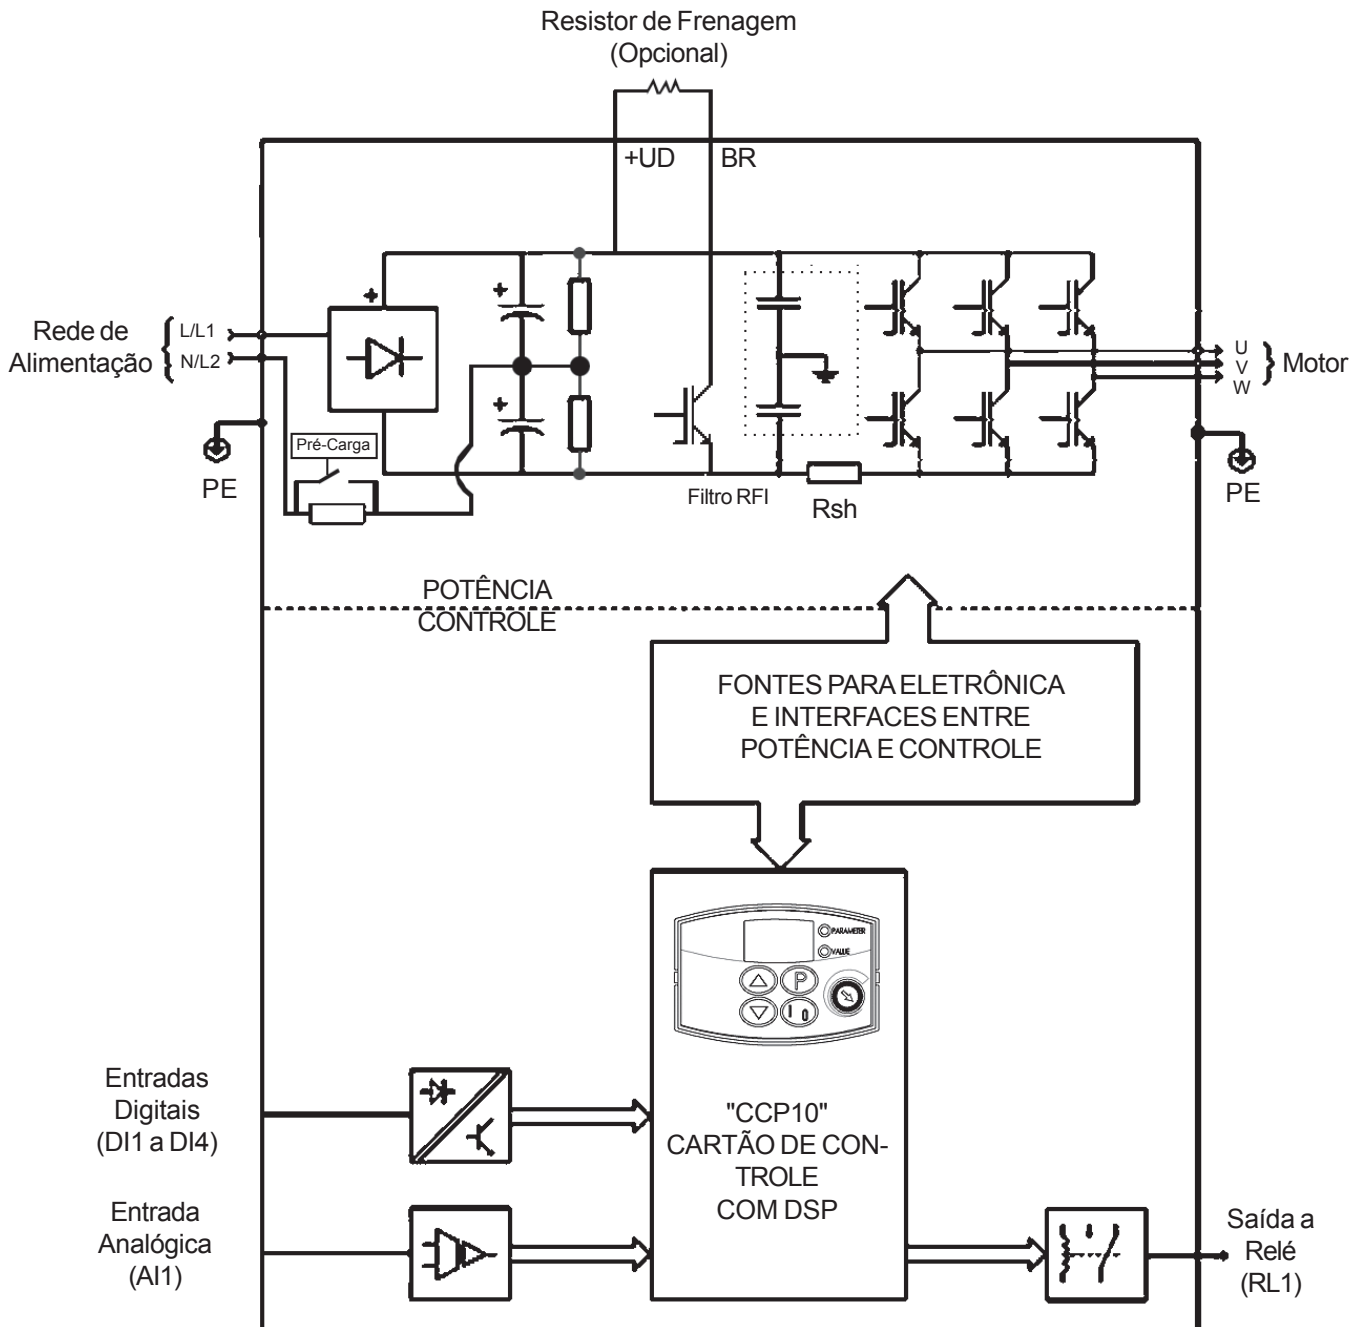 Resistor de Frenagem
(Opcional)
+UD
BR
Rede de
Alimentação
L/L1
N/L2
U
V
W
Motor
Pré-Carga
PE
Filtro RFI
Rsh
PE
POTÊNCIA
CONTROLE
FONTES PARA ELETRÔNICA
E INTERFACES ENTRE
POTÊNCIA E CONTROLE
PARAMETER
VALUE
P
I 0
Entradas
Digitais
(DI1 a DI4)
"CCP10"
CARTÃO DE CON-
TROLE
COM DSP
Entrada
Analógica
(AI1)
Saída a
Relé
(RL1)